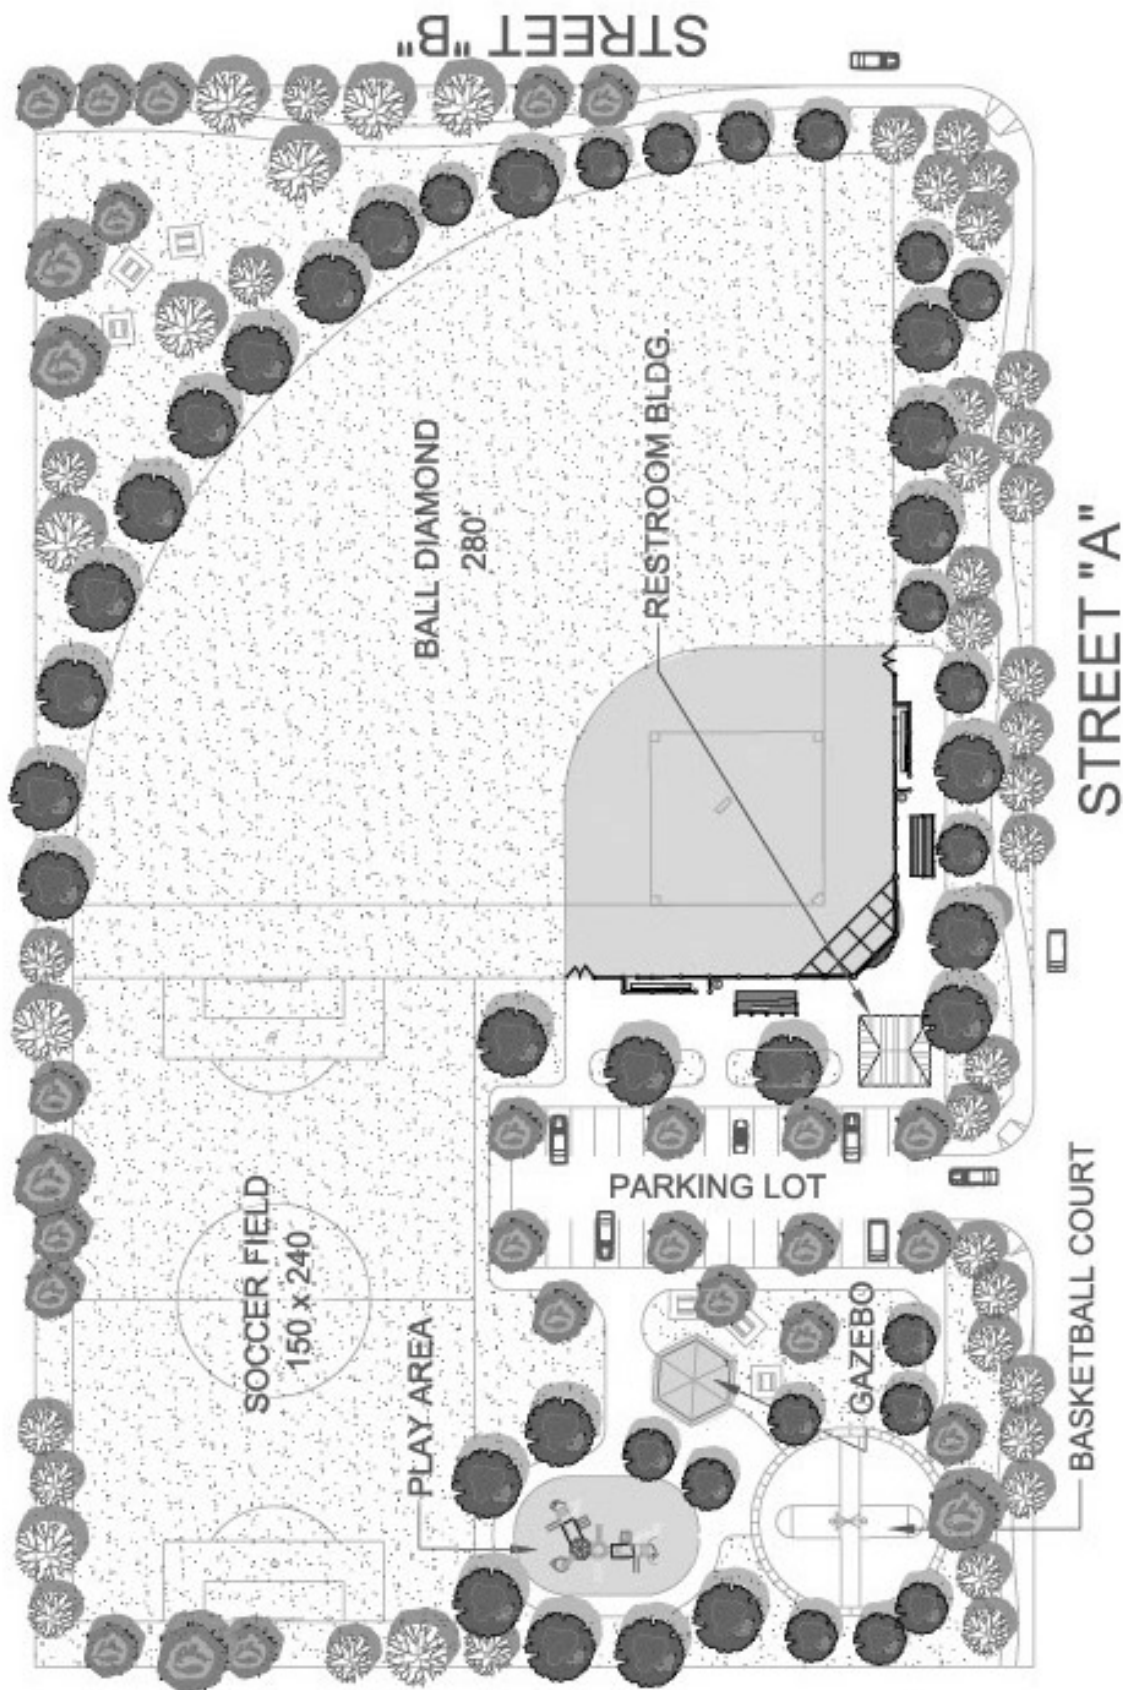 STREET "B"
BALL DIAMOND
280'
RESTROOM BLDG.
STREET "A"
SOCCER FIELD
150 x 240
PARKING LOT
PLAY AREA
GAZEBO
BASKETBALL COURT